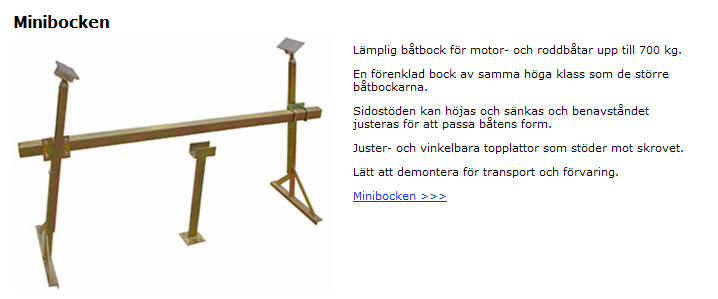 Minibocken
Lämplig båtbock för motor- och roddbåtar upp till 700 kg.
En förenklad bock av samma höga klass som de större
båtbockarna.
Sidostöden kan höjas och sänkas och benavståndet
justeras för att passa båtens form.
Juster- och vinkelbara topplattor som stöder mot skrovet.
Lätt att demontera för transport och förvaring.
Minibocken >>>